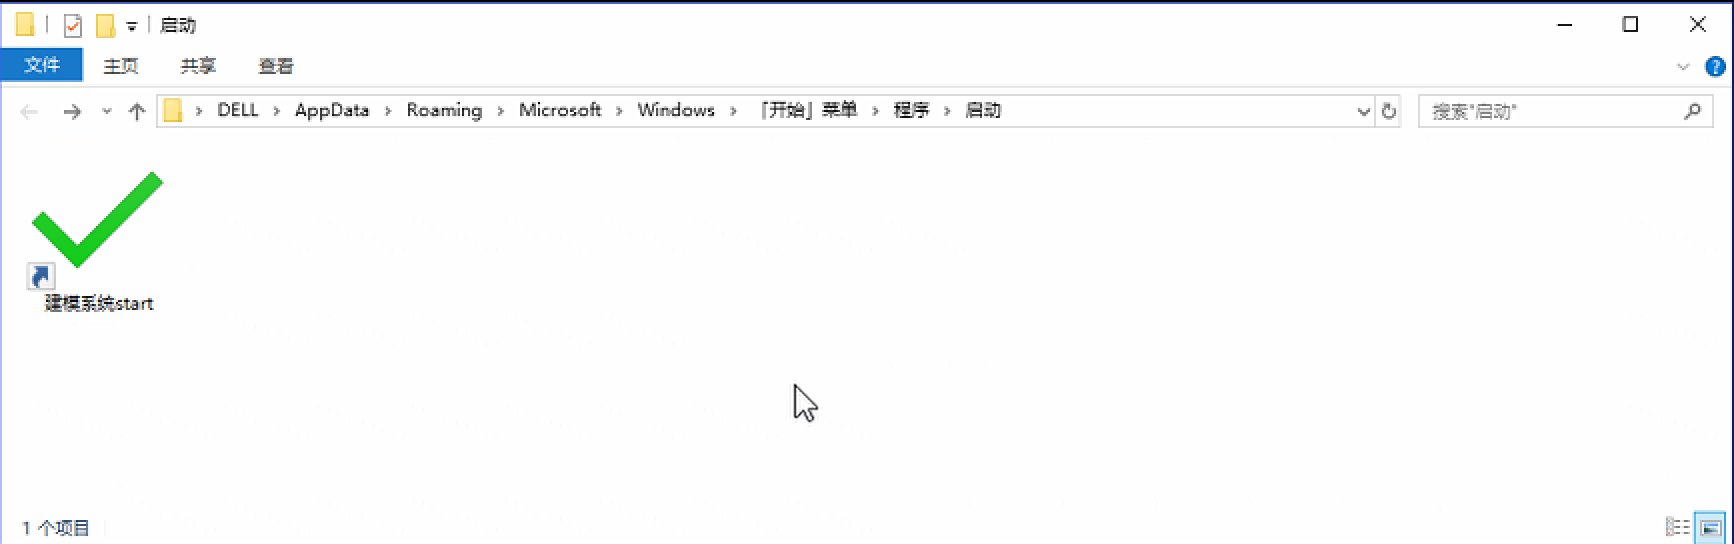 启动
文件 主页 共享 查看
DELL › AppData › Roaming › Microsoft › Windows › 「开始」菜单 › 程序 › 启动
搜索"启动"
建模系统start
1 个项目